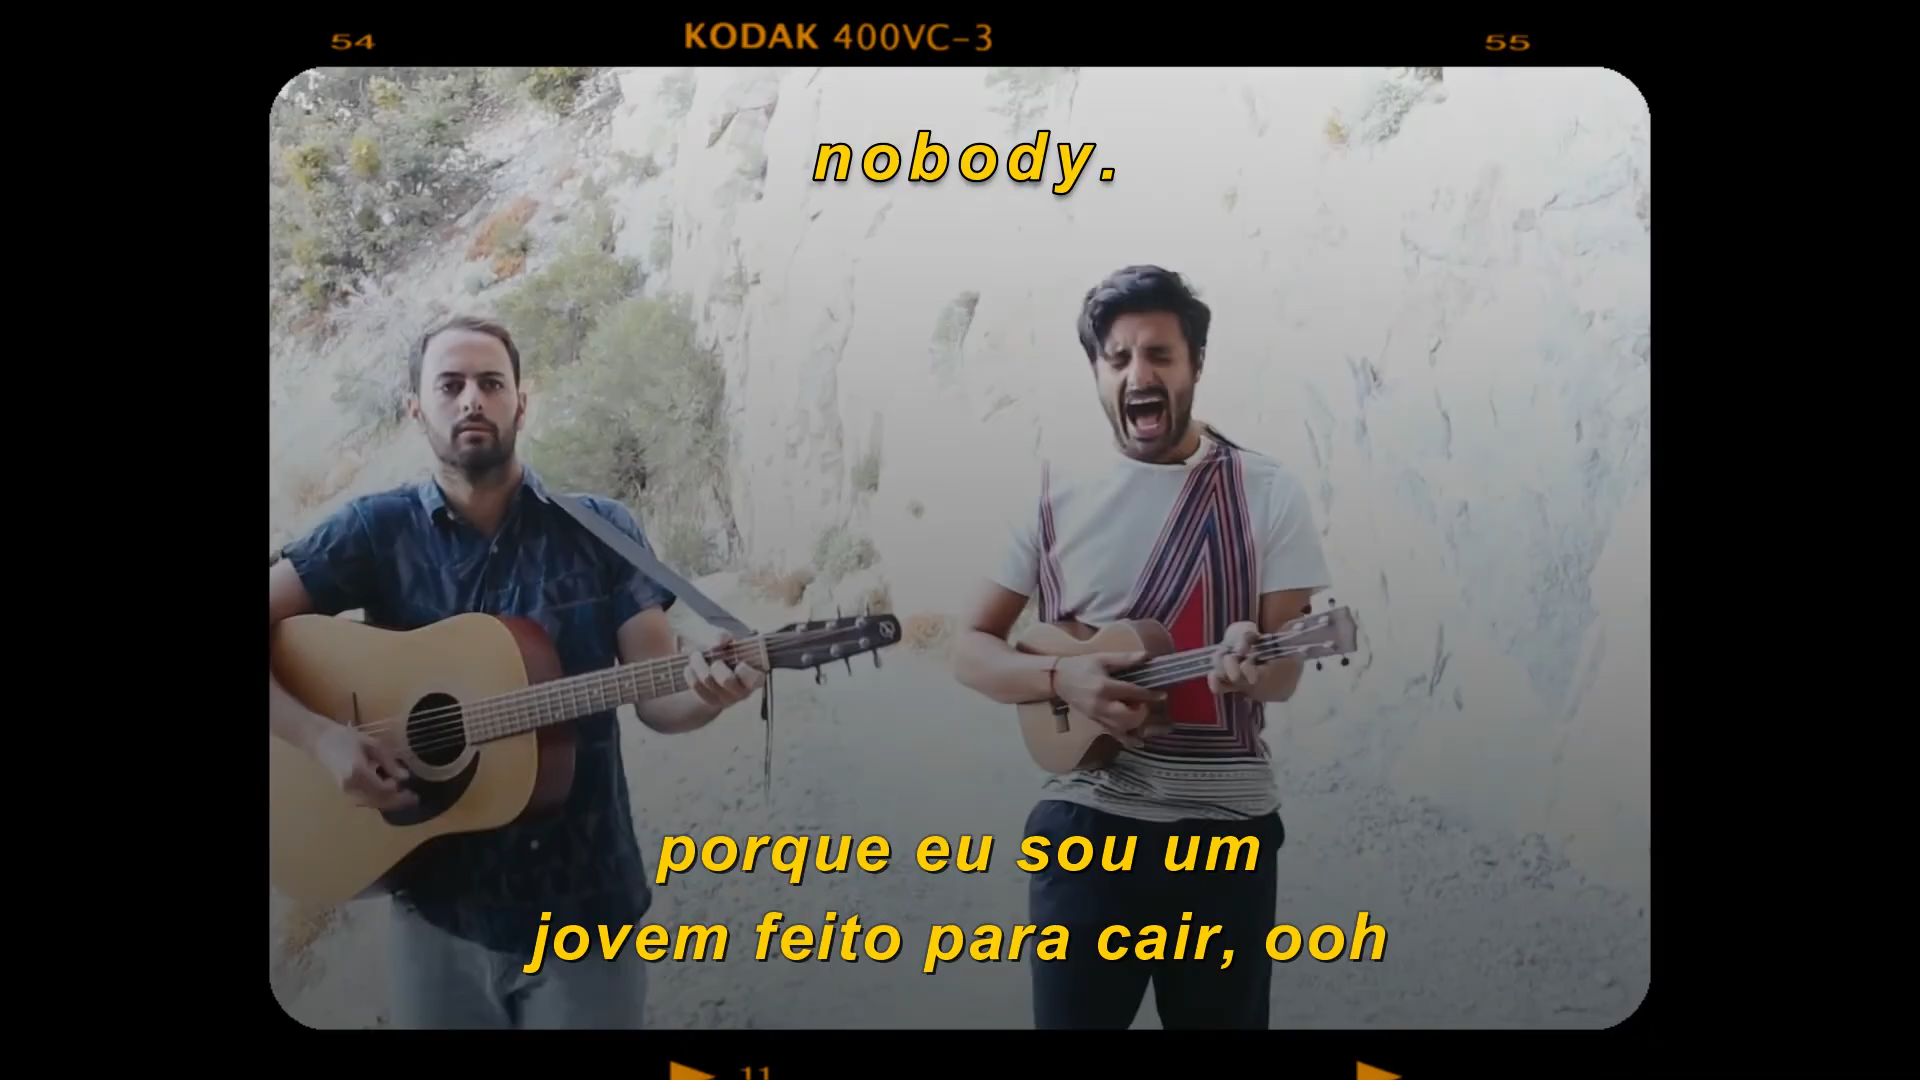 54 KODAK 400VC-3 55
nobody.
porque eu sou um
jovem feito para cair, ooh
11